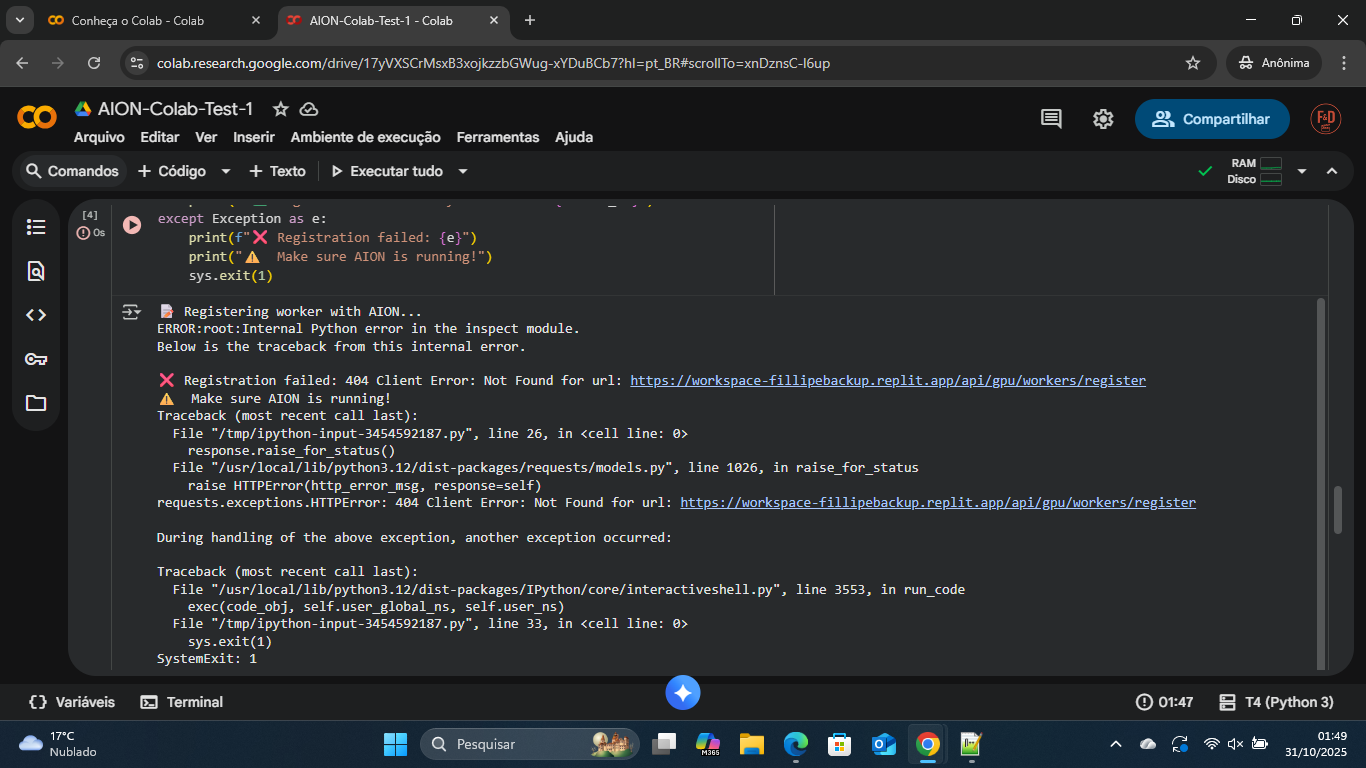 Conheça o Colab - Colab
AION-Colab-Test-1 - Colab
colab.research.google.com/drive/17yVXSCrMsxB3xojkzzbGWug-xYDuBCb7?hl=pt_BR#scrollTo=xnDznsC-l6up
Anônima
AION-Colab-Test-1
Arquivo Editar Ver Inserir Ambiente de execução Ferramentas Ajuda
Compartilhar
F&D
Comandos + Código + Texto Executar tudo
RAM
Disco
[4]
0s
except Exception as e:
print(f"❌ Registration failed: {e}")
print("⚠️  Make sure AION is running!")
sys.exit(1)
📝 Registering worker with AION...
ERROR:root:Internal Python error in the inspect module.
Below is the traceback from this internal error.
❌ Registration failed: 404 Client Error: Not Found for url: https://workspace-fillipebackup.replit.app/api/gpu/workers/register
⚠️  Make sure AION is running!
Traceback (most recent call last):
File "/tmp/ipython-input-3454592187.py", line 26, in <cell line: 0>
response.raise_for_status()
File "/usr/local/lib/python3.12/dist-packages/requests/models.py", line 1026, in raise_for_status
raise HTTPError(http_error_msg, response=self)
requests.exceptions.HTTPError: 404 Client Error: Not Found for url: https://workspace-fillipebackup.replit.app/api/gpu/workers/register
During handling of the above exception, another exception occurred:
Traceback (most recent call last):
File "/usr/local/lib/python3.12/dist-packages/IPython/core/interactiveshell.py", line 3553, in run_code
exec(code_obj, self.user_global_ns, self.user_ns)
File "/tmp/ipython-input-3454592187.py", line 33, in <cell line: 0>
sys.exit(1)
SystemExit: 1
Variáveis Terminal
01:47 T4 (Python 3)
17°C
Nublado
Pesquisar
M365
01:49
31/10/2025